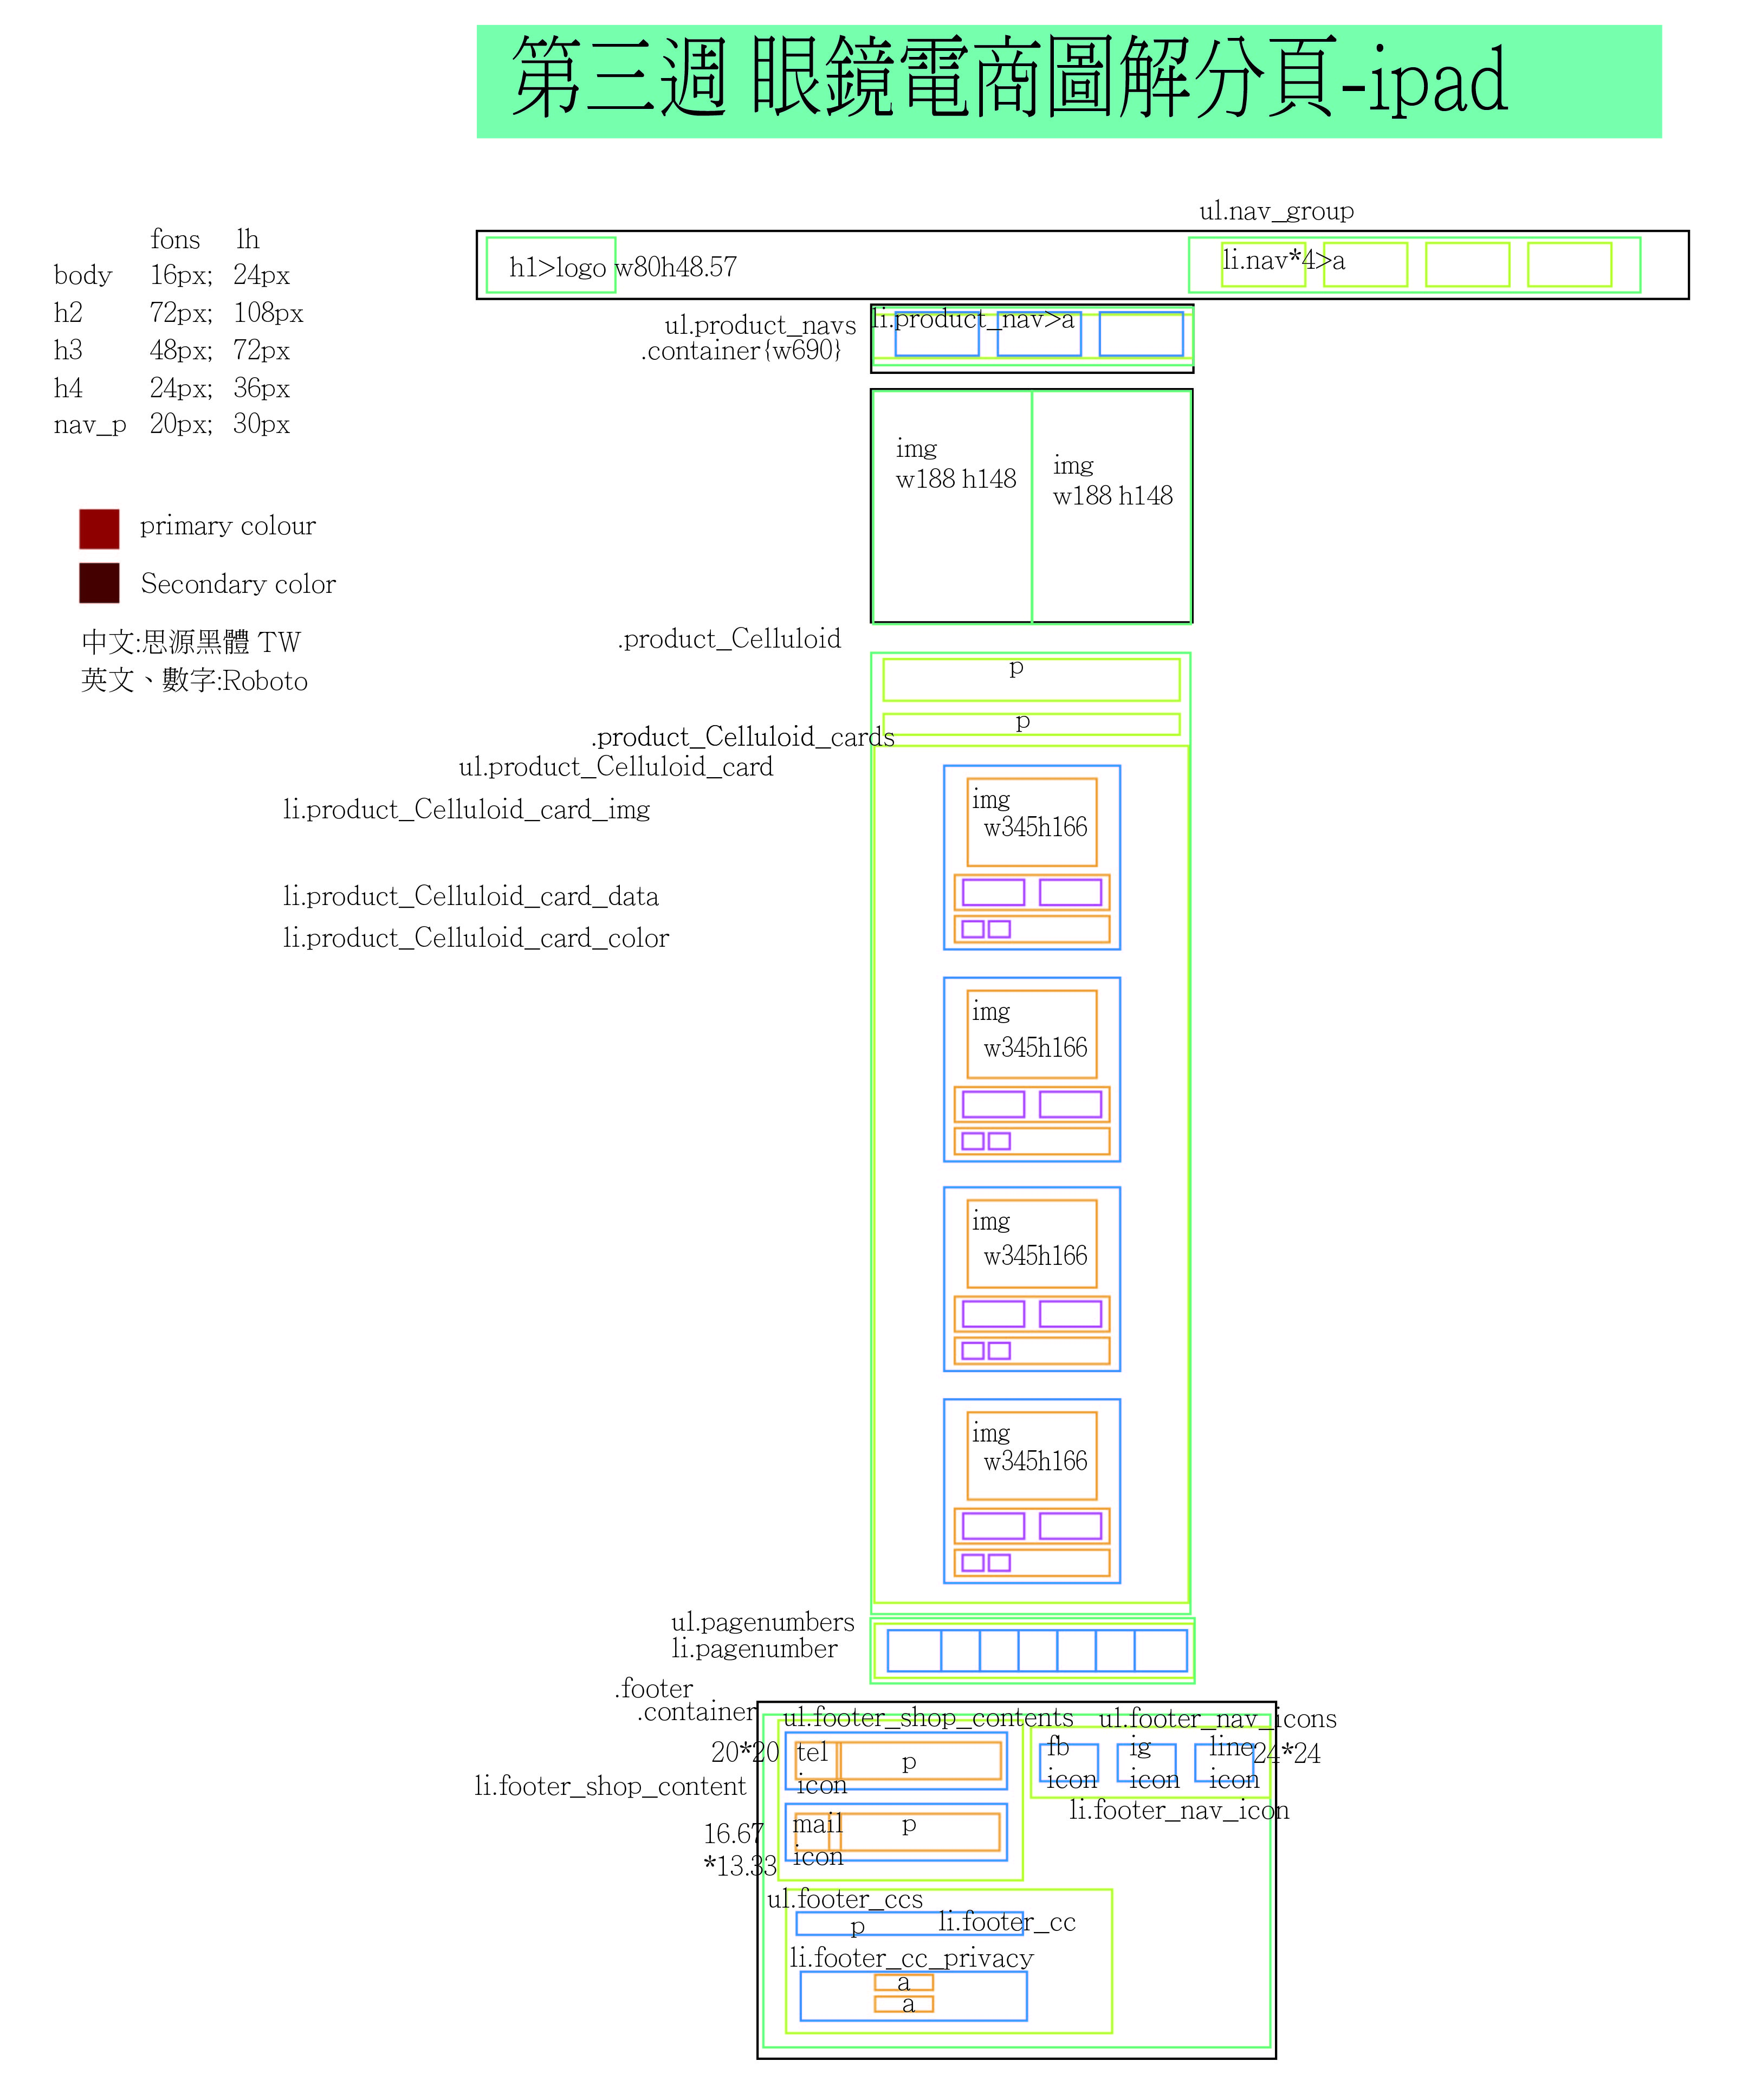 第三週 眼鏡電商圖解分頁-ipad
ul.nav_group
fons lh
body 16px; 24px
h2 72px; 108px
h3 48px; 72px
h4 24px; 36px
nav_p 20px; 30px
primary colour
Secondary color
中文:思源黑體 TW
英文、數字:Roboto
h1>logo w80h48.57
li.nav*4>a
ul.product_navs
li.product_nav>a
.container{w690}
img
w188 h148
img
w188 h148
.product_Celluloid
p
p
.product_Celluloid_cards
ul.product_Celluloid_card
li.product_Celluloid_card_img
img
w345h166
li.product_Celluloid_card_data
li.product_Celluloid_card_color
img
w345h166
img
w345h166
img
w345h166
ul.pagenumbers
li.pagenumber
.footer
.container
ul.footer_shop_contents
ul.footer_nav_icons
20*20
tel
icon
p
fb
icon
ig
icon
line
icon
24*24
li.footer_shop_content
li.footer_nav_icon
16.67
*13.33
mail
icon
p
ul.footer_ccs
p
li.footer_cc
li.footer_cc_privacy
a
a